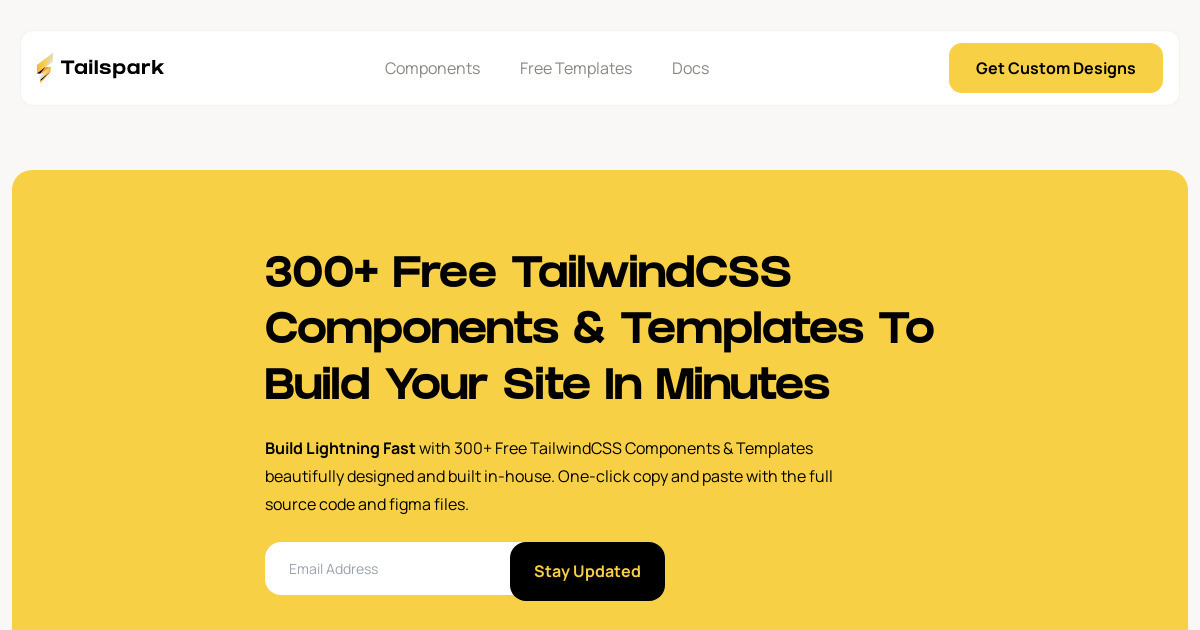 Tailspark
Components
Free Templates
Docs
Get Custom Designs
300+ Free TailwindCSS
Components & Templates To
Build Your Site In Minutes
Build Lightning Fast with 300+ Free TailwindCSS Components & Templates
beautifully designed and built in-house. One-click copy and paste with the full
source code and figma files.
Email Address
Stay Updated